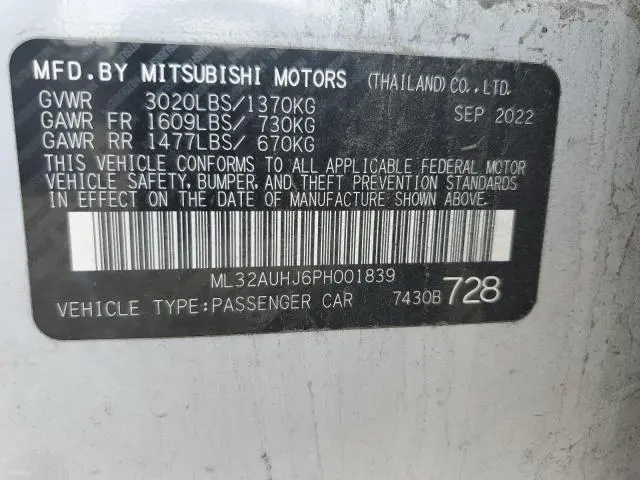 MFD.BY MITSUBISHI MOTORS (THAILAND) CO.,LTD.
GVWR 3020LBS/1370KG SEP 2022
GAWR FR 1609LBS/ 730KG
GAWR RR 1477LBS/ 670KG
THIS VEHICLE CONFORMS TO ALL APPLICABLE FEDERAL MOTOR
VEHICLE SAFETY, BUMPER, AND THEFT PREVENTION STANDARDS
IN EFFECT ON THE DATE OF MANUFACTURE SHOWN ABOVE.
ML32AUHJ6PH001839
VEHICLE TYPE:PASSENGER CAR 7430B 728